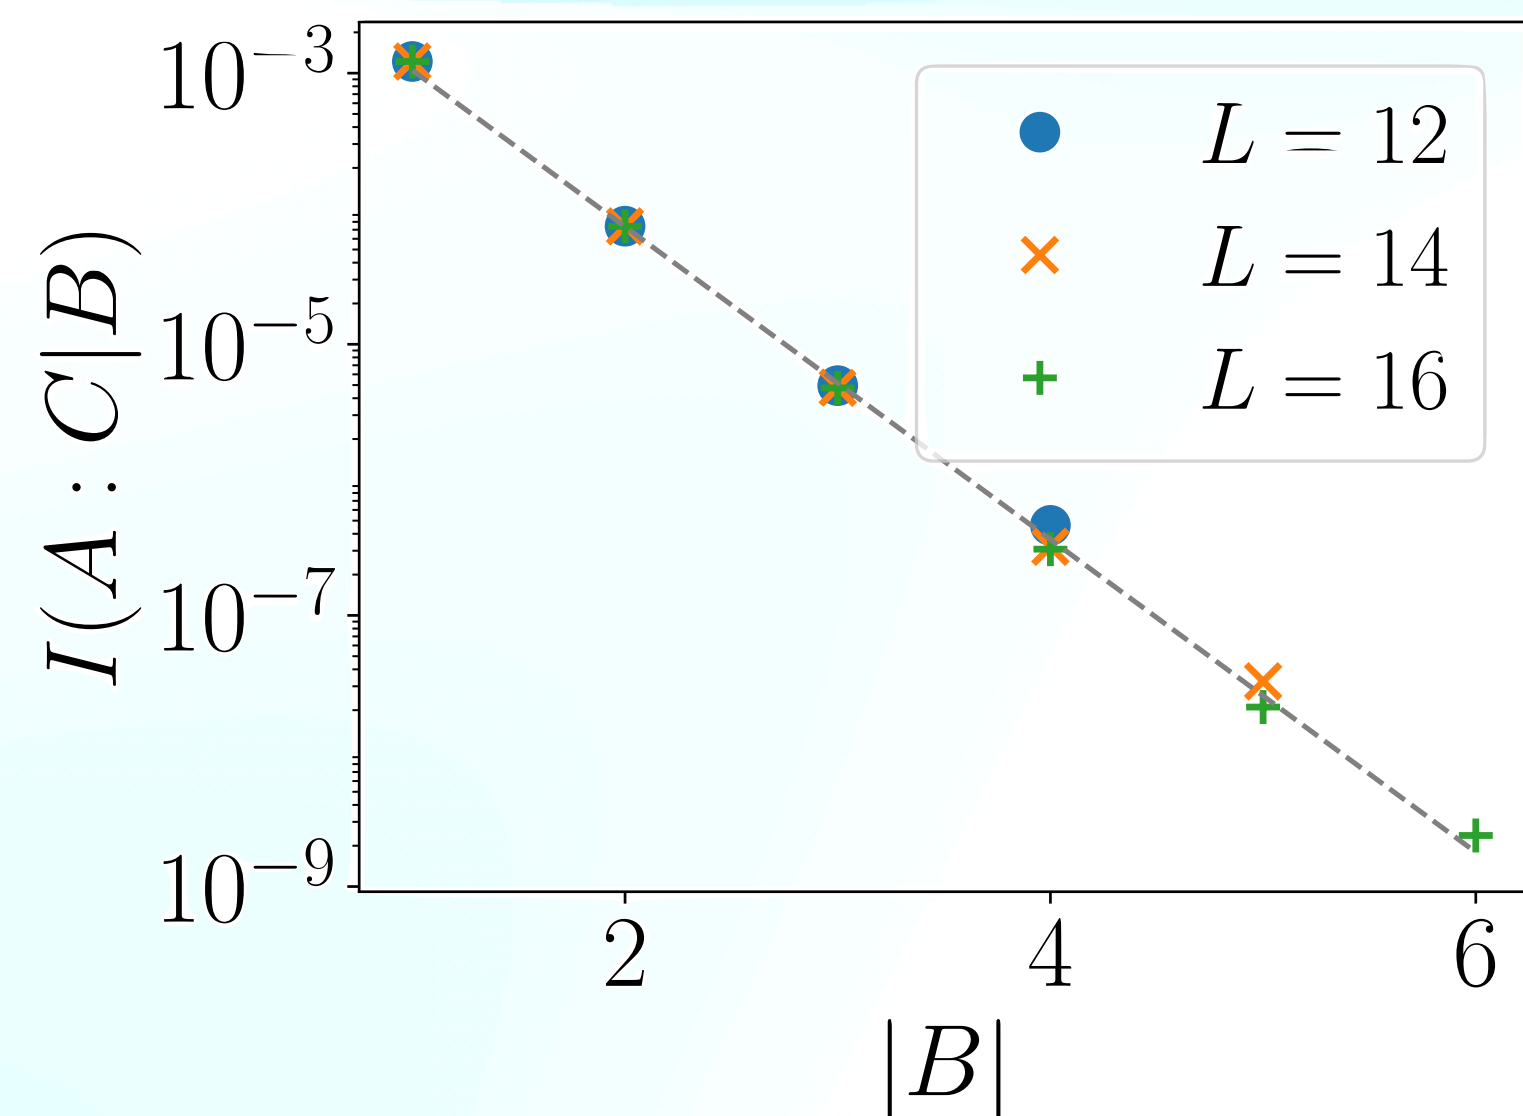 I(A : C|B)
10⁻³
10⁻⁵
10⁻⁷
10⁻⁹
L = 12
L = 14
L = 16
2 4 6
|B|